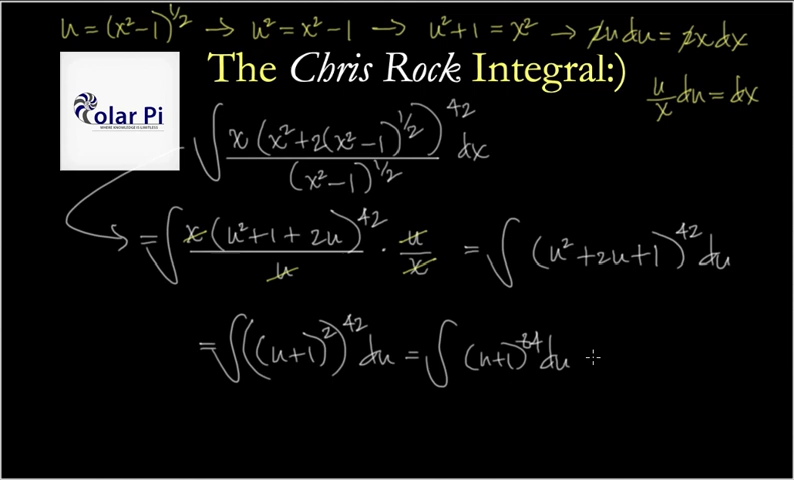 u = (x²-1)^1/2 → u² = x²-1 → u²+1 = x² → 2u du = 2x dx
The Chris Rock Integral:)
u/x du = dx
olar Pi
WHERE KNOWLEDGE IS LIMITLESS
∫ x(x²+2(x²-1)^1/2)^42 / (x²-1)^1/2 dx
= ∫ x(u²+1+2u)^42 / u · u/x = ∫ (u²+2u+1)^42 du
= ∫ ((u+1)²)^42 du = ∫ (u+1)^84 du